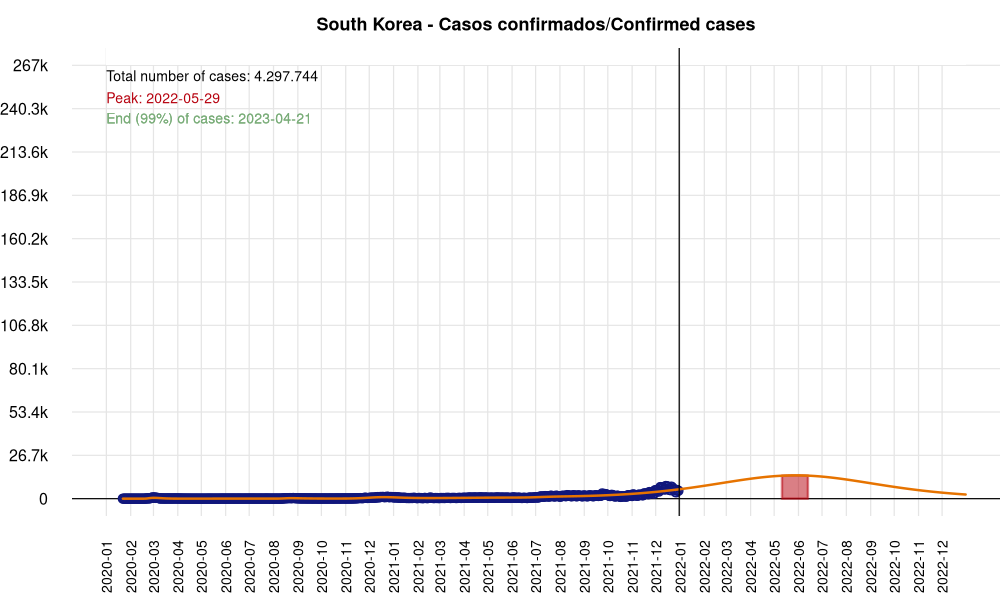 South Korea - Casos confirmados/Confirmed cases
267k
Total number of cases: 4.297.744
Peak: 2022-05-29
240.3k
End (99%) of cases: 2023-04-21
213.6k
186.9k
160.2k
133.5k
106.8k
80.1k
53.4k
26.7k
0
2020-01
2020-02
2020-03
2020-04
2020-05
2020-06
2020-07
2020-08
2020-09
2020-10
2020-11
2020-12
2021-01
2021-02
2021-03
2021-04
2021-05
2021-06
2021-07
2021-08
2021-09
2021-10
2021-11
2021-12
2022-01
2022-02
2022-03
2022-04
2022-05
2022-06
2022-07
2022-08
2022-09
2022-10
2022-11
2022-12